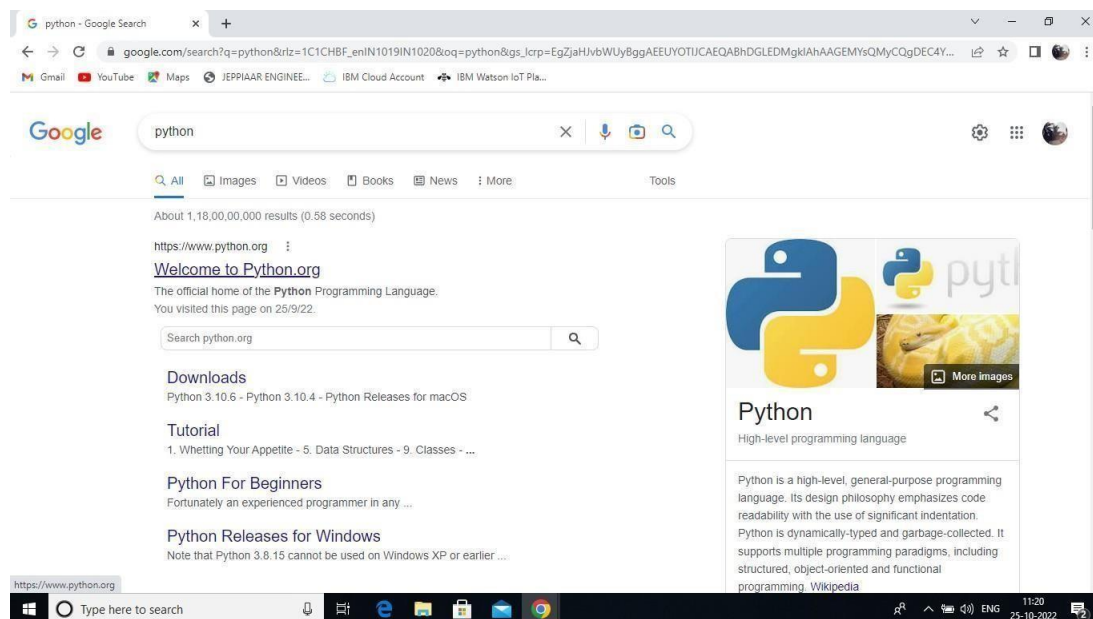 python - Google Search
google.com/search?q=python&rlz=1C1CHBF_enIN1019IN1020&oq=python&gs_lcrp=EgZjaHJvbWUyBggAEEUYOTIJCAEQABhDGLEDMgkIAhAAGEMYsQMyCQgDEC4Y...
Gmail YouTube Maps JEPPIAAR ENGINEE... IBM Cloud Account IBM Watson IoT Pla...
Google python
All Images Videos Books News More Tools
About 1,18,00,00,000 results (0.58 seconds)
https://www.python.org
Welcome to Python.org
The official home of the Python Programming Language.
You visited this page on 25/9/22.
Search python.org
Downloads
Python 3.10.6 - Python 3.10.4 - Python Releases for macOS
Tutorial
1. Whetting Your Appetite - 5. Data Structures - 9. Classes - ...
Python For Beginners
Fortunately an experienced programmer in any ...
Python Releases for Windows
Note that Python 3.8.15 cannot be used on Windows XP or earlier ...
pyt
More images
Python
High-level programming language
Python is a high-level, general-purpose programming
language. Its design philosophy emphasizes code
readability with the use of significant indentation.
Python is dynamically-typed and garbage-collected. It
supports multiple programming paradigms, including
structured, object-oriented and functional
programming. Wikipedia
https://www.python.org
Type here to search
ENG
11:20
25-10-2022
2